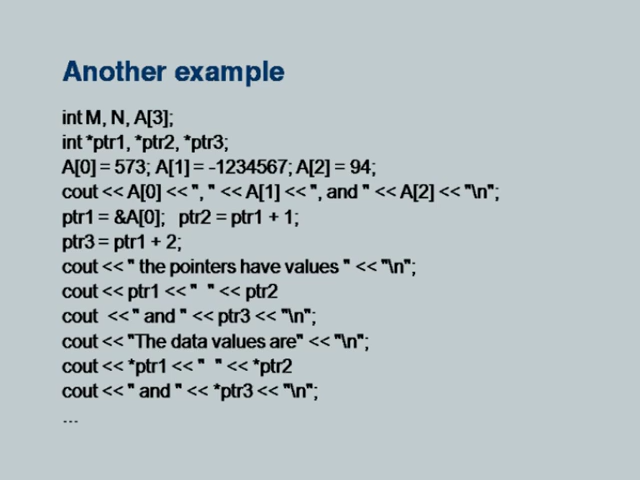 Another example
int M, N, A[3];
int *ptr1, *ptr2, *ptr3;
A[0] = 573; A[1] = -1234567; A[2] = 94;
cout << A[0] << ", " << A[1] << ", and " << A[2] << "\n";
ptr1 = &A[0];   ptr2 = ptr1 + 1;
ptr3 = ptr1 + 2;
cout << " the pointers have values " << "\n";
cout << ptr1 << "  " << ptr2
cout  << " and " << ptr3 << "\n";
cout << "The data values are" << "\n";
cout << *ptr1 << "  " << *ptr2
cout << " and " << *ptr3 << "\n";
...